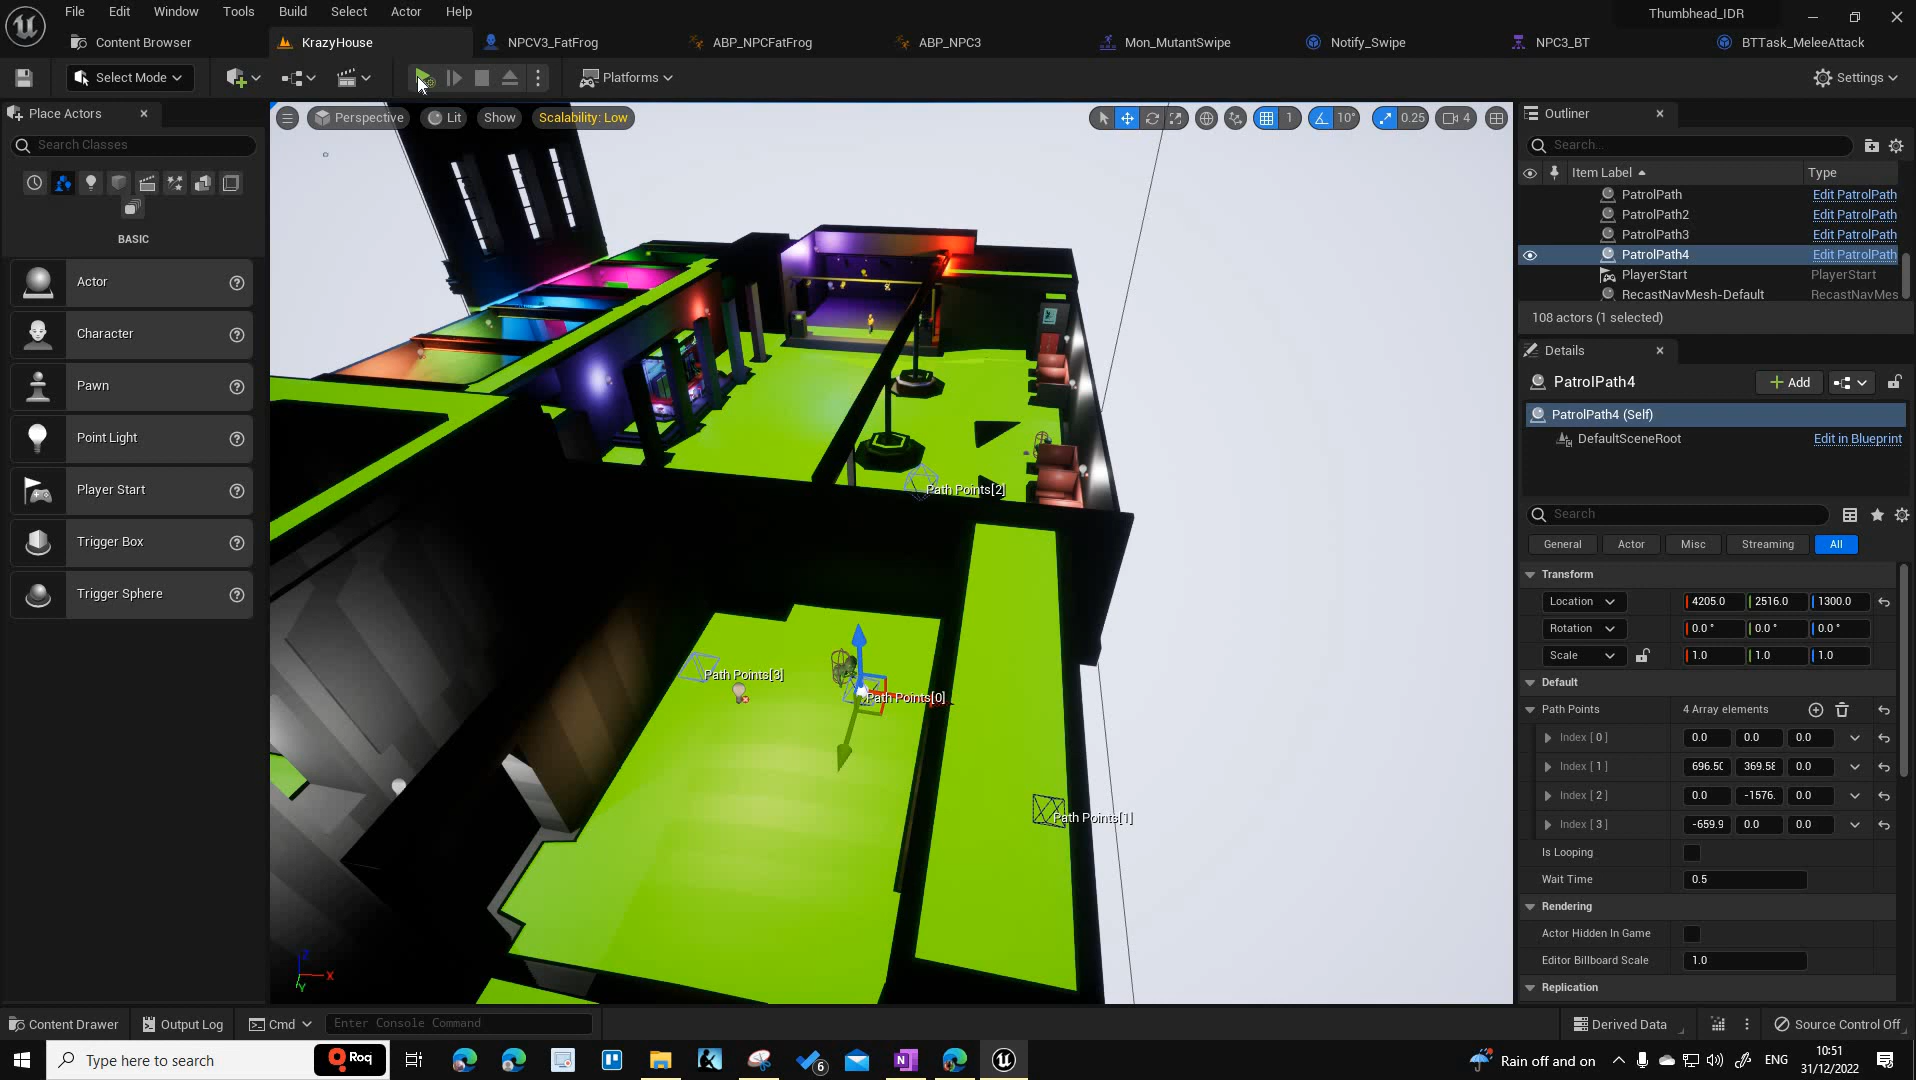 File Edit Window Tools Build Select Actor Help Thumbhead_IDR
Content Browser KrazyHouse NPCV3_FatFrog ABP_NPCFatFrog ABP_NPC3 Mon_MutantSwipe Notify_Swipe NPC3_BT BTTask_MeleeAttack
Select Mode Platforms Settings
Place Actors
Search Classes
BASIC
Actor
Character
Pawn
Point Light
Player Start
Trigger Box
Trigger Sphere
Perspective Lit Show Scalability: Low 1 10° 0.25 4
Path Points[2]
Path Points[3]
Path Points[0]
Path Points[1]
Z
X
Y
Outliner
Search...
Item Label Type
PatrolPath Edit PatrolPath
PatrolPath2 Edit PatrolPath
PatrolPath3 Edit PatrolPath
PatrolPath4 Edit PatrolPath
PlayerStart PlayerStart
RecastNavMesh-Default RecastNavMes
108 actors (1 selected)
Details
PatrolPath4 Add
PatrolPath4 (Self)
DefaultSceneRoot Edit in Blueprint
Search
General Actor Misc Streaming All
Transform
Location 4205.0 2516.0 1300.0
Rotation 0.0 ° 0.0 ° 0.0 °
Scale 1.0 1.0 1.0
Default
Path Points 4 Array elements
Index [ 0 ] 0.0 0.0 0.0
Index [ 1 ] 696.50 369.58 0.0
Index [ 2 ] 0.0 -1576. 0.0
Index [ 3 ] -659.9 0.0 0.0
Is Looping
Wait Time 0.5
Rendering
Actor Hidden In Game
Editor Billboard Scale 1.0
Replication
Content Drawer Output Log Cmd Enter Console Command Derived Data Source Control Off
Type here to search Roq 6 Rain off and on ENG 10:51
31/12/2022